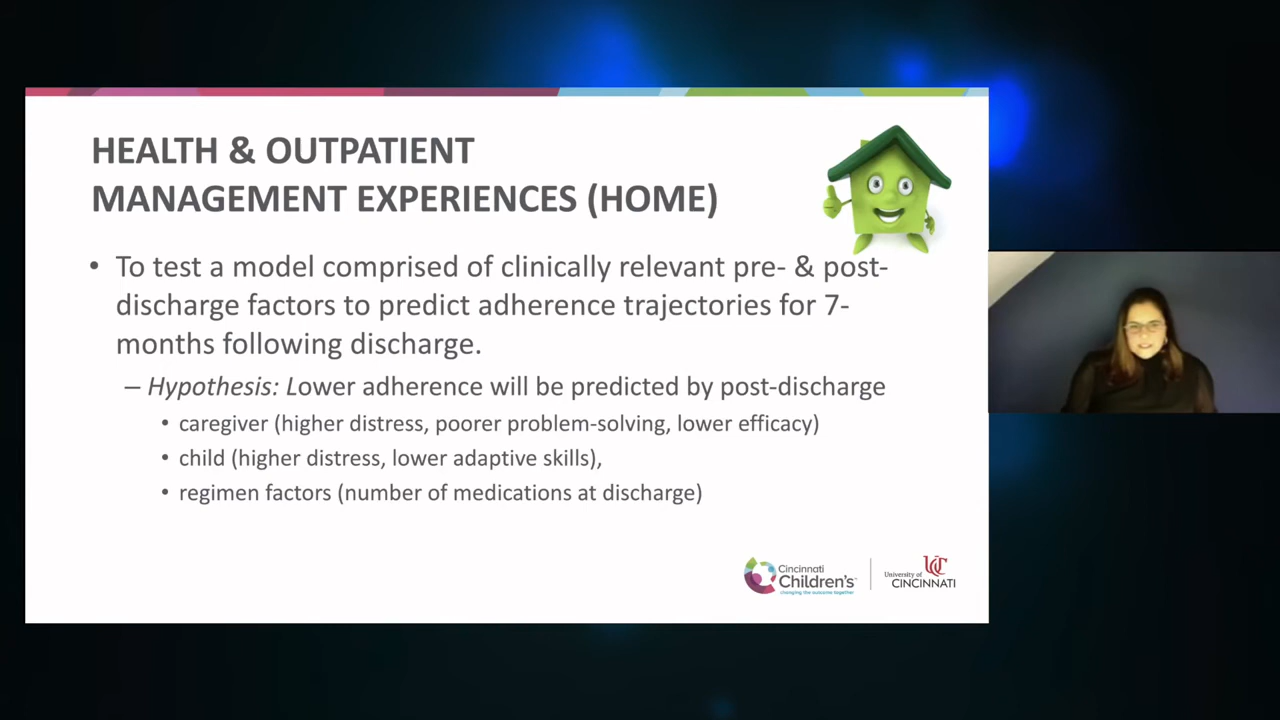 HEALTH & OUTPATIENT
MANAGEMENT EXPERIENCES (HOME)
• To test a model comprised of clinically relevant pre- & post-
discharge factors to predict adherence trajectories for 7-
months following discharge.
– Hypothesis: Lower adherence will be predicted by post-discharge
• caregiver (higher distress, poorer problem-solving, lower efficacy)
• child (higher distress, lower adaptive skills),
• regimen factors (number of medications at discharge)
Cincinnati
Children's
changing the outcome together
UC
University of
CINCINNATI